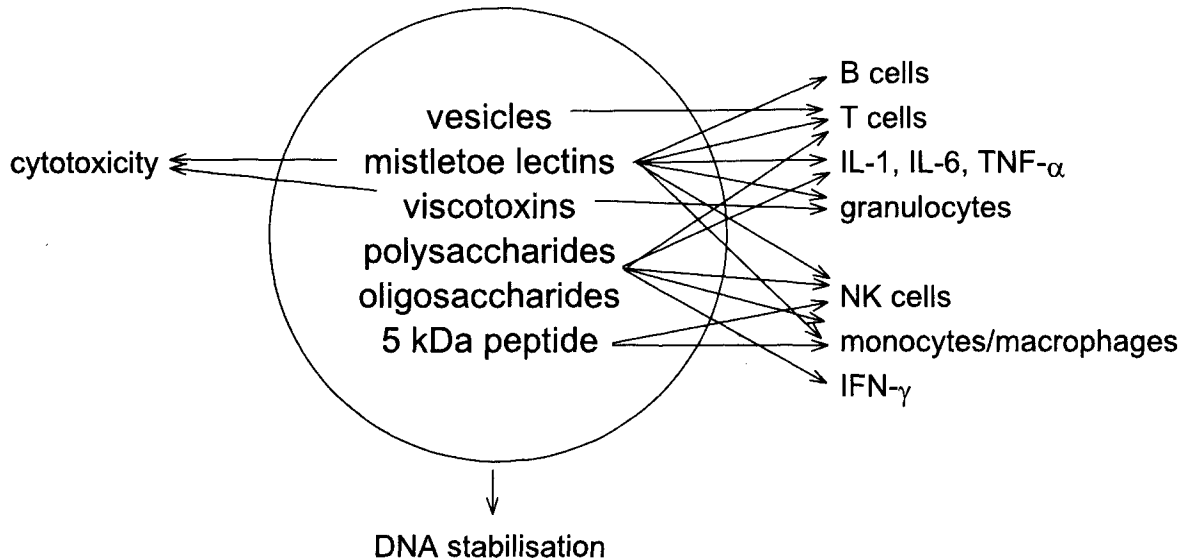 cytotoxicity
vesicles
mistletoe lectins
viscotoxins
polysaccharides
oligosaccharides
5 kDa peptide
B cells
T cells
IL-1, IL-6, TNF-α
granulocytes
NK cells
monocytes/macrophages
IFN-γ
DNA stabilisation